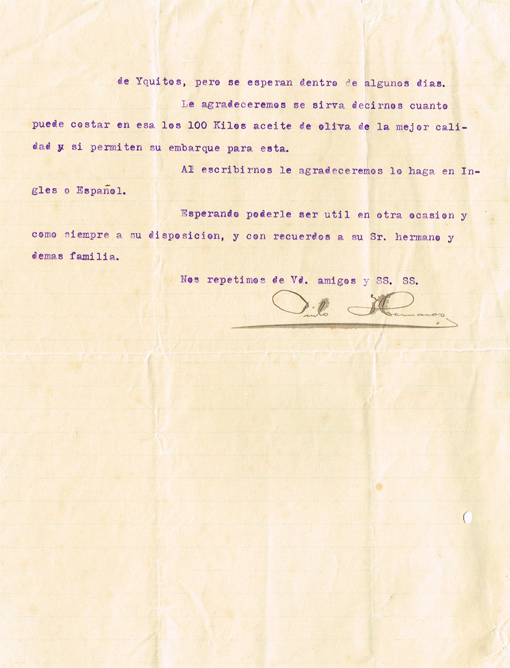 de Yquitos, pero se esperan dentro de algunos dias.
Le agradeceremos se sirva decirnos cuanto
puede costar en esa los 100 Kilos aceite de oliva de la mejor cali-
dad y si permiten su embarque para esta.
Al escribirnos le agradeceremos lo haga en In-
gles o Español.
Esperando poderle ser util en otra ocasion y
como siempre a su disposicion, y con recuerdos a su Sr. hermano y
demas familia.
Nos repetimos de Vd. amigos y SS. SS.